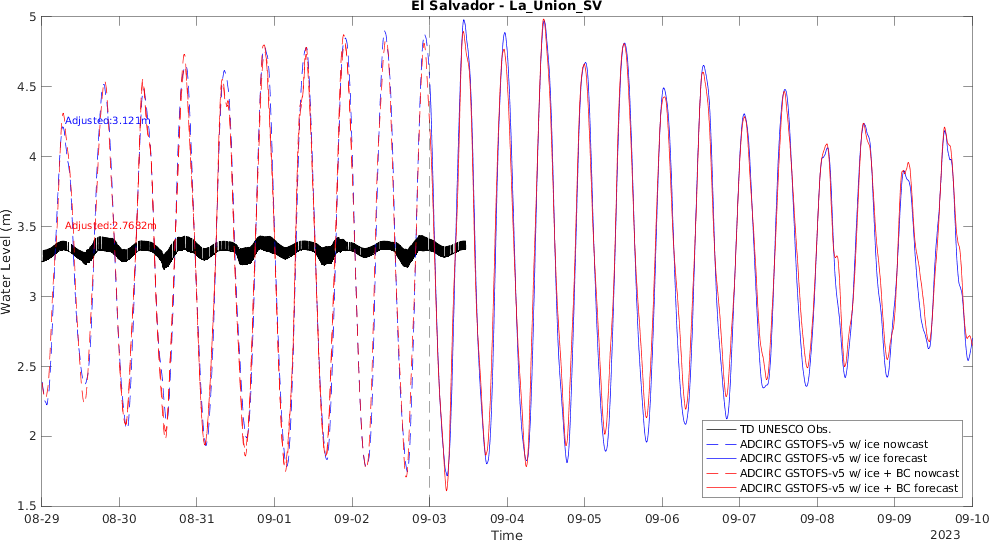 El Salvador - La_Union_SV
Water Level (m)
5
4.5
4
3.5
3
2.5
2
1.5
Adjusted:3.121m
Adjusted:2.7632m
TD UNESCO Obs.
ADCIRC GSTOFS-v5 w/ ice nowcast
ADCIRC GSTOFS-v5 w/ ice forecast
ADCIRC GSTOFS-v5 w/ ice + BC nowcast
ADCIRC GSTOFS-v5 w/ ice + BC forecast
08-29 08-30 08-31 09-01 09-02 09-03 09-04 09-05 09-06 09-07 09-08 09-09 09-10
Time
2023